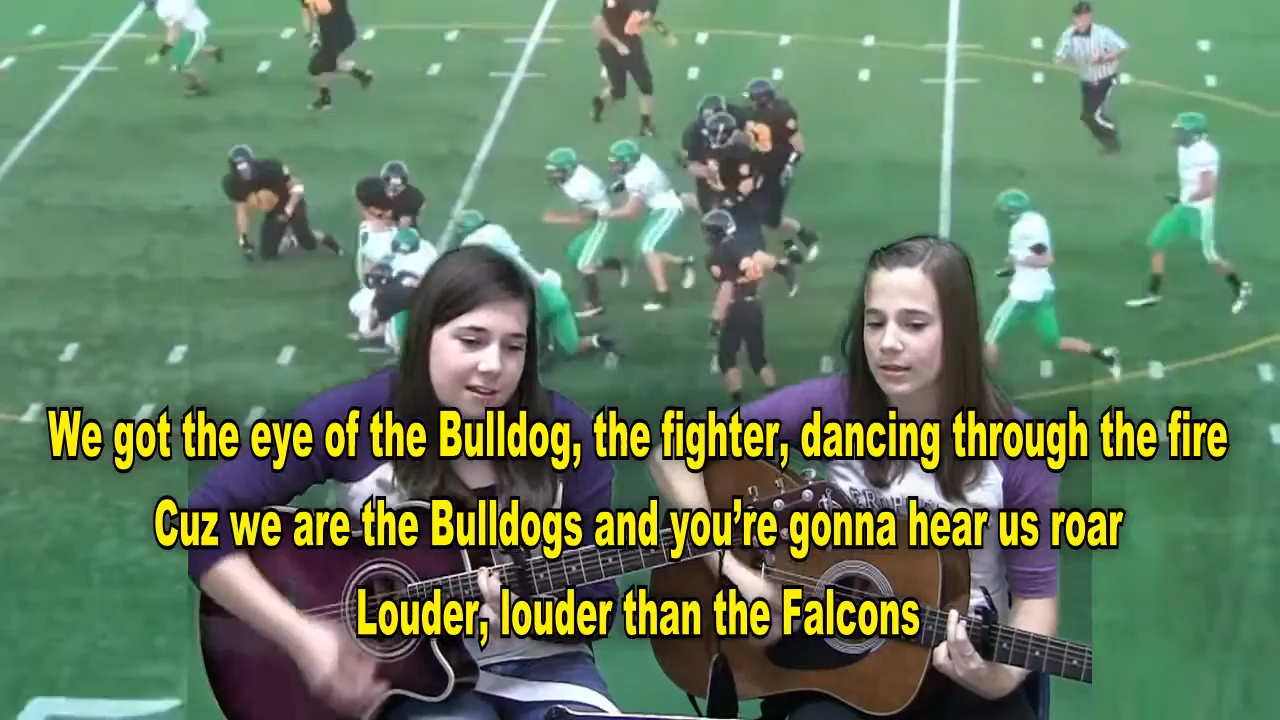 We got the eye of the Bulldog, the fighter, dancing through the fire
Cuz we are the Bulldogs and you're gonna hear us roar
Louder, louder than the Falcons